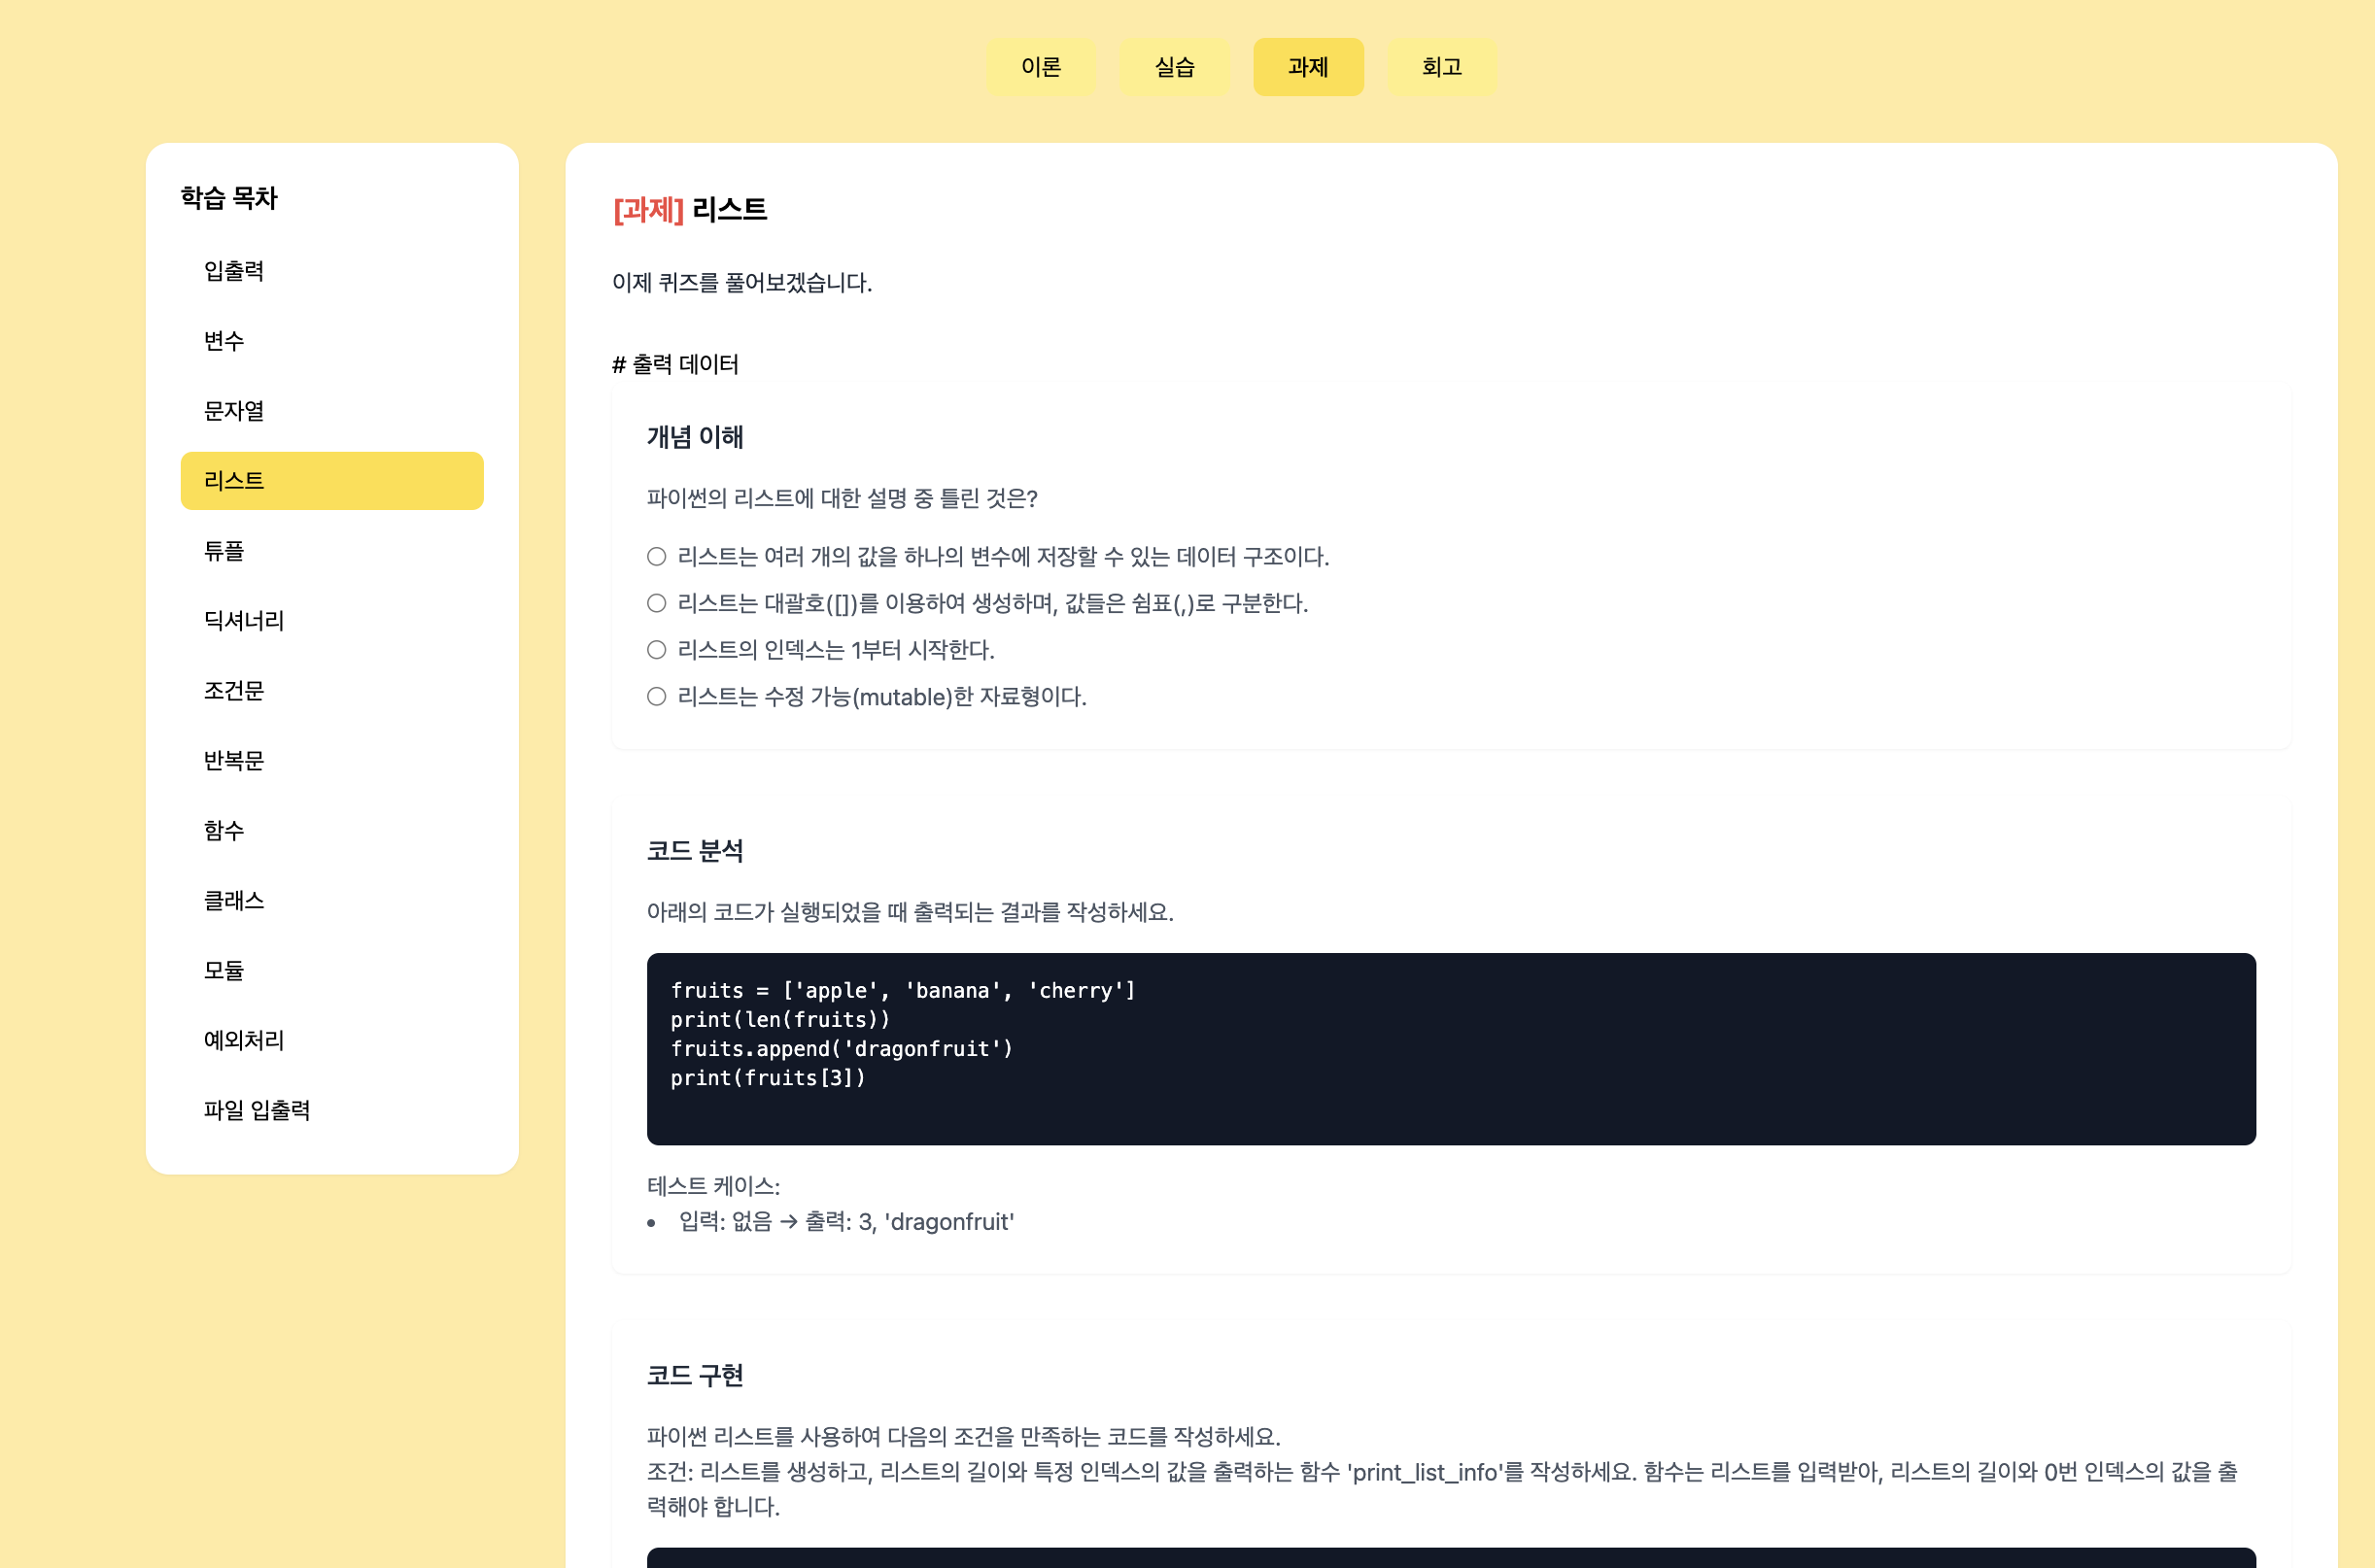 이론
실습
과제
회고
학습 목차
입출력
변수
문자열
리스트
튜플
딕셔너리
조건문
반복문
함수
클래스
모듈
예외처리
파일 입출력
[과제] 리스트
이제 퀴즈를 풀어보겠습니다.
# 출력 데이터
개념 이해
파이썬의 리스트에 대한 설명 중 틀린 것은?
리스트는 여러 개의 값을 하나의 변수에 저장할 수 있는 데이터 구조이다.
리스트는 대괄호([])를 이용하여 생성하며, 값들은 쉼표(,)로 구분한다.
리스트의 인덱스는 1부터 시작한다.
리스트는 수정 가능(mutable)한 자료형이다.
코드 분석
아래의 코드가 실행되었을 때 출력되는 결과를 작성하세요.
fruits = ['apple', 'banana', 'cherry']
print(len(fruits))
fruits.append('dragonfruit')
print(fruits[3])
테스트 케이스:
• 입력: 없음 → 출력: 3, 'dragonfruit'
코드 구현
파이썬 리스트를 사용하여 다음의 조건을 만족하는 코드를 작성하세요.
조건: 리스트를 생성하고, 리스트의 길이와 특정 인덱스의 값을 출력하는 함수 'print_list_info'를 작성하세요. 함수는 리스트를 입력받아, 리스트의 길이와 0번 인덱스의 값을 출
력해야 합니다.